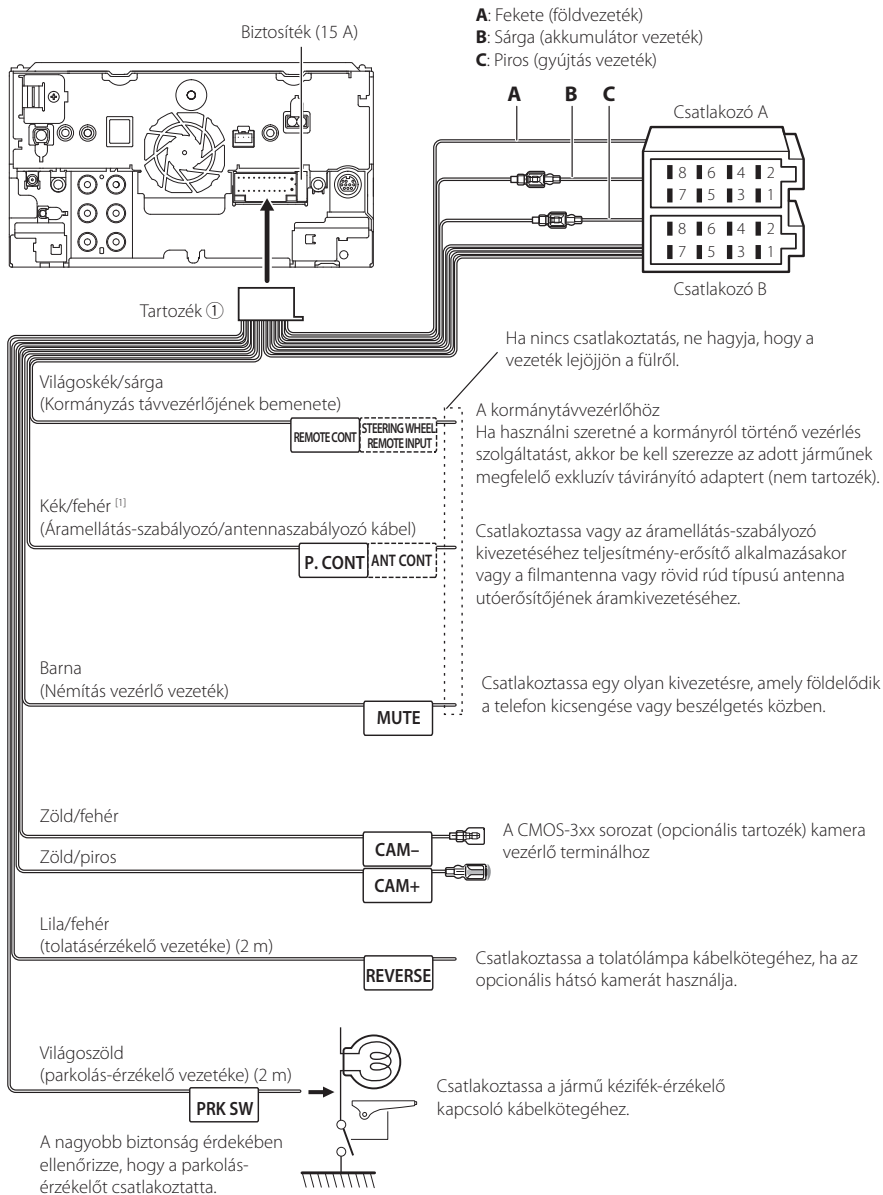 Biztosíték (15 A)
A: Fekete (földvezeték)
B: Sárga (akkumulátor vezeték)
C: Piros (gyújtás vezeték)
A B C
Csatlakozó A
8 6 4 2
7 5 3 1
8 6 4 2
7 5 3 1
Csatlakozó B
Tartozék ①
Ha nincs csatlakoztatás, ne hagyja, hogy a
vezeték lejöjjön a fülről.
Világoskék/sárga
(Kormányzás távvezérlőjének bemenete)
REMOTE CONT
STEERING WHEEL
REMOTE INPUT
A kormánytávvezérlőhöz
Ha használni szeretné a kormányról történő vezérlés
szolgáltatást, akkor be kell szerezze az adott járműnek
megfelelő exkluzív távirányító adaptert (nem tartozék).
Kék/fehér [1]
(Áramellátás-szabályozó/antennaszabályozó kábel)
P. CONT
ANT CONT
Csatlakoztassa vagy az áramellátás-szabályozó
kivezetéséhez teljesítmény-erősítő alkalmazásakor
vagy a filmantenna vagy rövid rúd típusú antenna
utóerősítőjének áramkivezetéséhez.
Barna
(Némítás vezérlő vezeték)
MUTE
Csatlakoztassa egy olyan kivezetésre, amely földelődik
a telefon kicsengése vagy beszélgetés közben.
Zöld/fehér
CAM–
Zöld/piros
CAM+
A CMOS-3xx sorozat (opcionális tartozék) kamera
vezérlő terminálhoz
Lila/fehér
(tolatásérzékelő vezetéke) (2 m)
REVERSE
Csatlakoztassa a tolatólámpa kábelkötegéhez, ha az
opcionális hátsó kamerát használja.
Világoszöld
(parkolás-érzékelő vezetéke) (2 m)
PRK SW
Csatlakoztassa a jármű kézifék-érzékelő
kapcsoló kábelkötegéhez.
A nagyobb biztonság érdekében
ellenőrizze, hogy a parkolás-
érzékelőt csatlakoztatta.